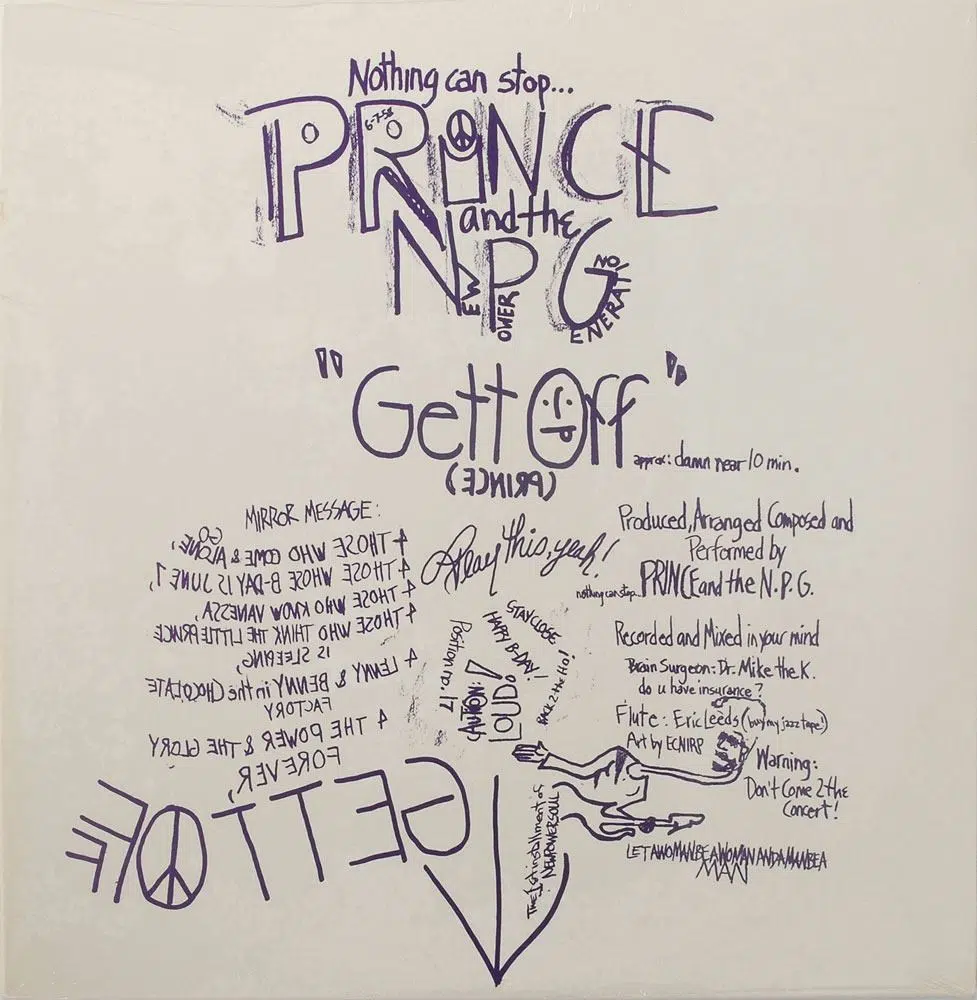 Nothing can stop...
PRINCE
6-7-58
and the
NPG
EW
OWER
ENERATION
"Gett Off"
approx: damn near 10 min.
(PRINCE)
MIRROR MESSAGE:
4 THOSE WHO COME & GO ALONE,
4 THOSE WHOSE B-DAY IS JUNE 7,
4 THOSE WHO KNOW VANESSA,
4 THOSE WHO THINK THE LITTLE PRINCE
IS SLEEPING,
4 LENNY & BENNY in the CHOCOLATE
FACTORY
4 THE POWER & THE GLORY
FOREVER,
GETT OFF
Play this, yeah!
STAY CLOSE
HAPPY B-DAY!
Position no. 17
CAUTION:
LOUD!
BACK 2 the Ho!
Produced, Arranged Composed and
Performed by
nothing can stop... PRINCE and the N.P.G.
Recorded and Mixed in your mind
Brain Surgeon: Dr. Mike the K.
do u have insurance?
Flute: Eric Leeds (buy my jazz tape!)
Art by ECNIRP
Warning:
Don't Come 2 the
Concert!
THE 1st installment of
NEW POWER SOUL
LET A WOMAN BE A WOMAN AND A MAN BE A
MAN